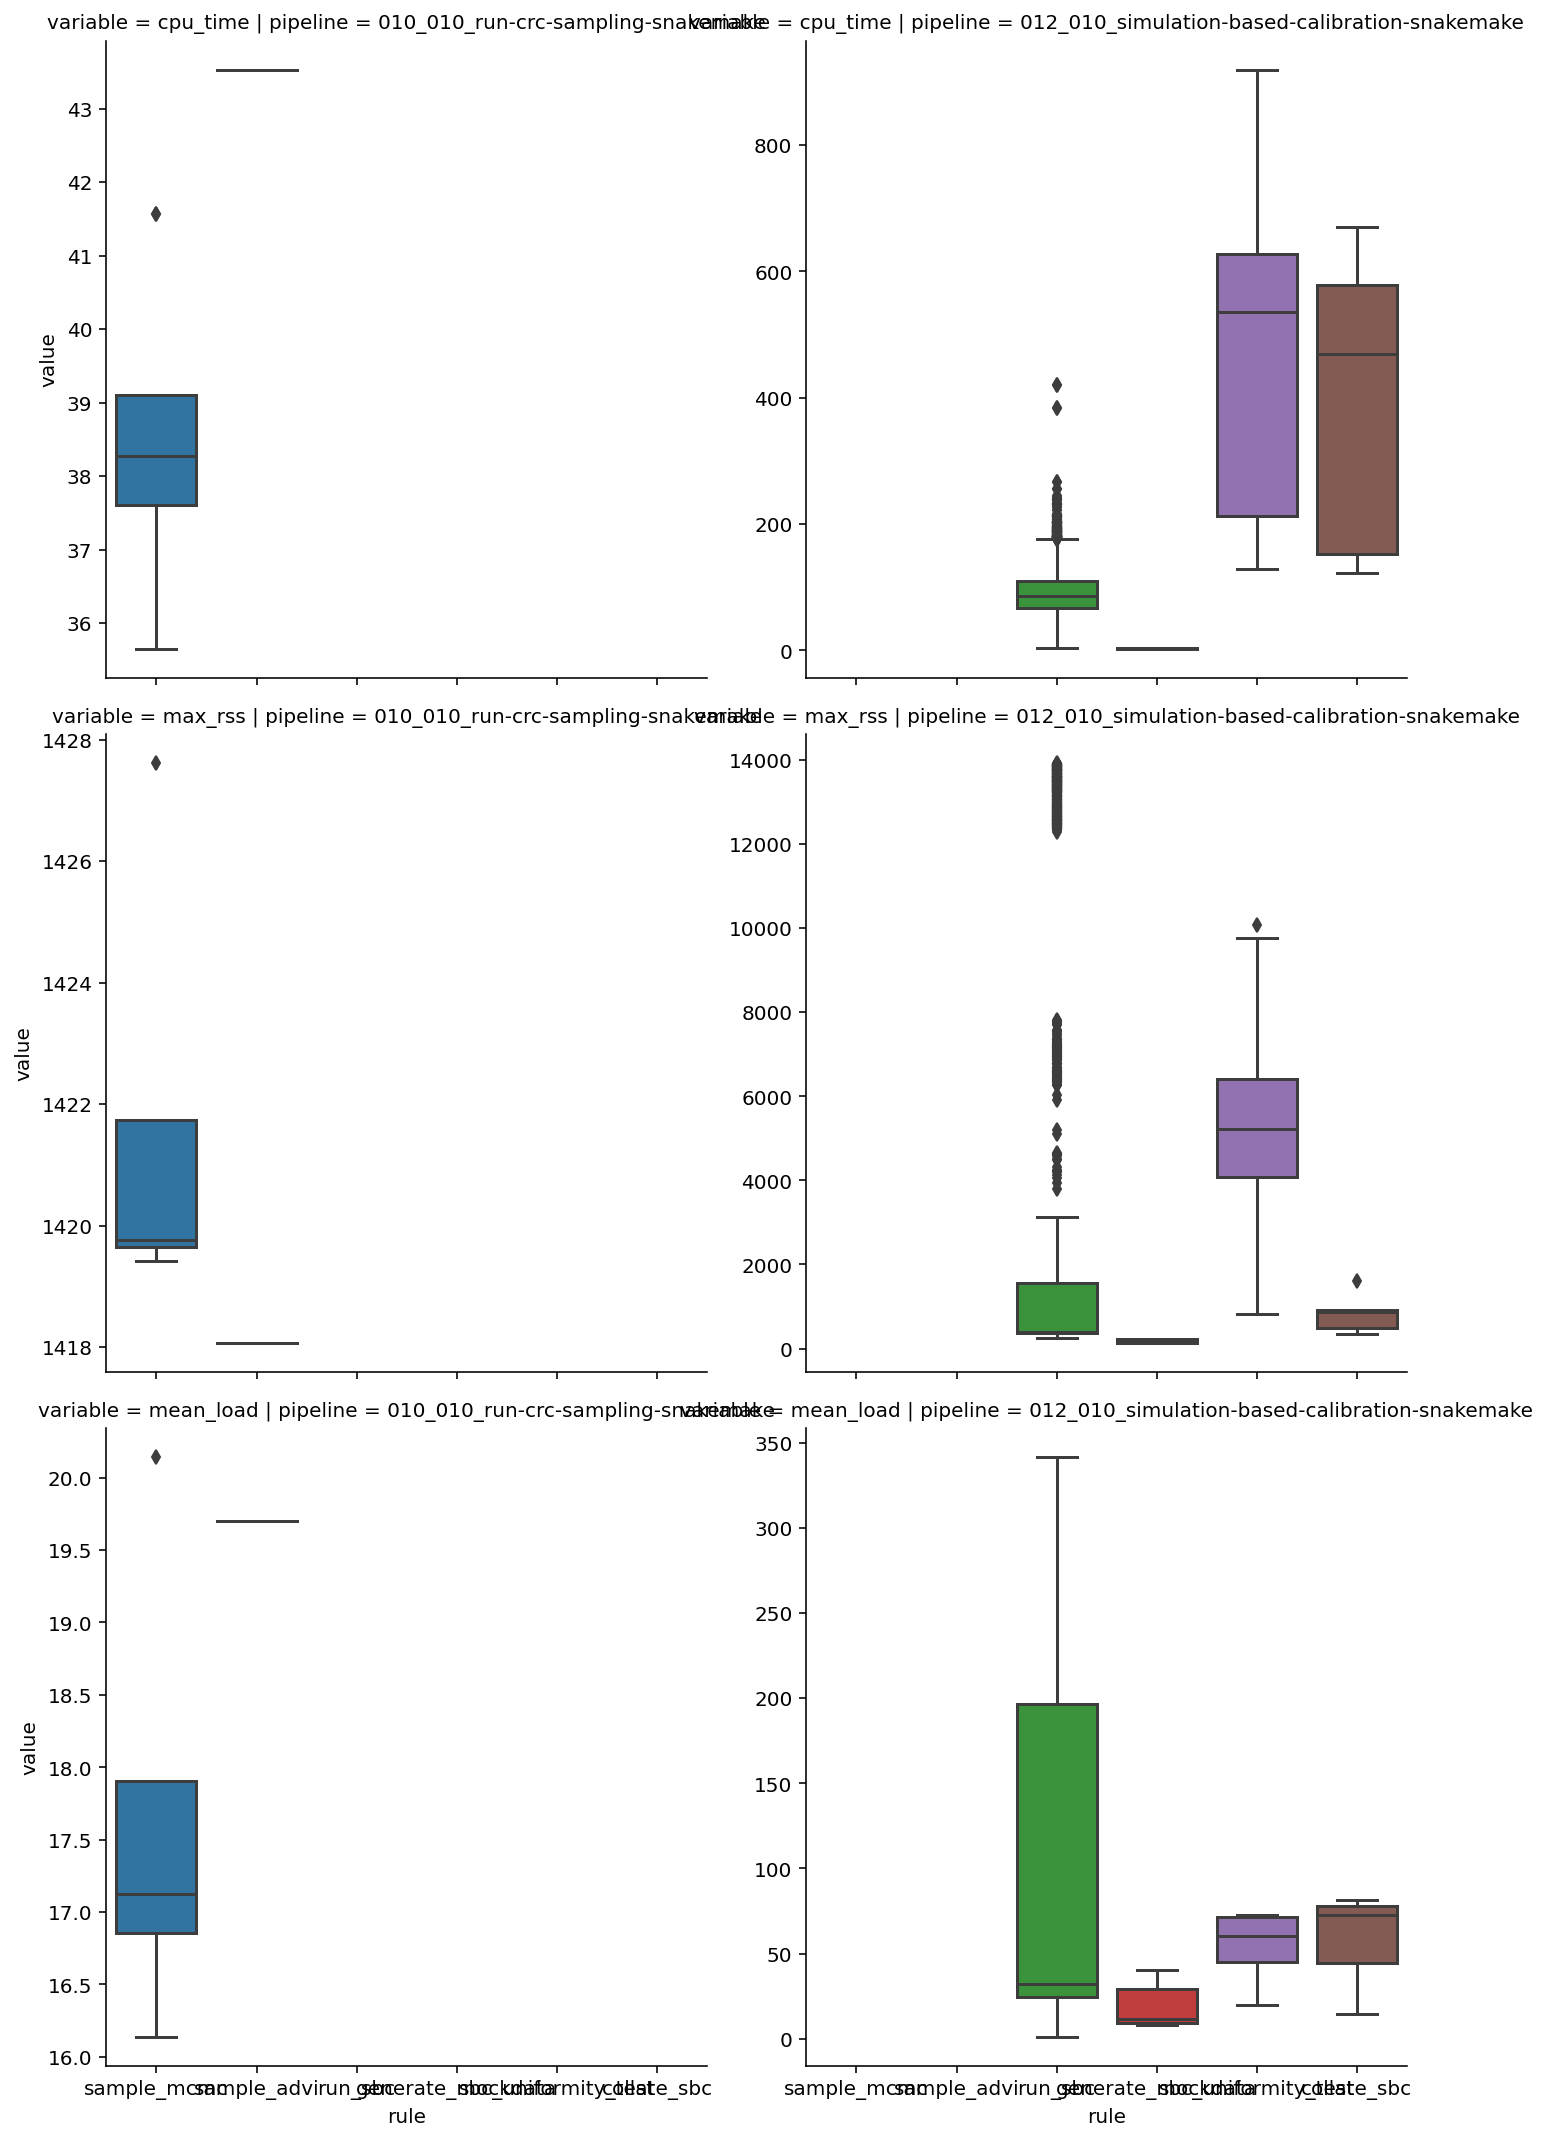 variable = cpu_time | pipeline = 010_010_run-crc-sampling-snakemake
variable = cpu_time | pipeline = 012_010_simulation-based-calibration-snakemake
43
42
41
40
39
38
37
36
value
800
600
400
200
0
variable = max_rss | pipeline = 010_010_run-crc-sampling-snakemake
variable = max_rss | pipeline = 012_010_simulation-based-calibration-snakemake
1428
1426
1424
1422
1420
1418
value
14000
12000
10000
8000
6000
4000
2000
0
variable = mean_load | pipeline = 010_010_run-crc-sampling-snakemake
variable = mean_load | pipeline = 012_010_simulation-based-calibration-snakemake
20.0
19.5
19.0
18.5
18.0
17.5
17.0
16.5
16.0
value
sample_mcmc
sample_advi
run_sbc
generate_mockdata
sbc_uniformity_test
collate_sbc
rule
350
300
250
200
150
100
50
0
sample_mcmc
sample_advi
run_sbc
generate_mockdata
sbc_uniformity_test
collate_sbc
rule